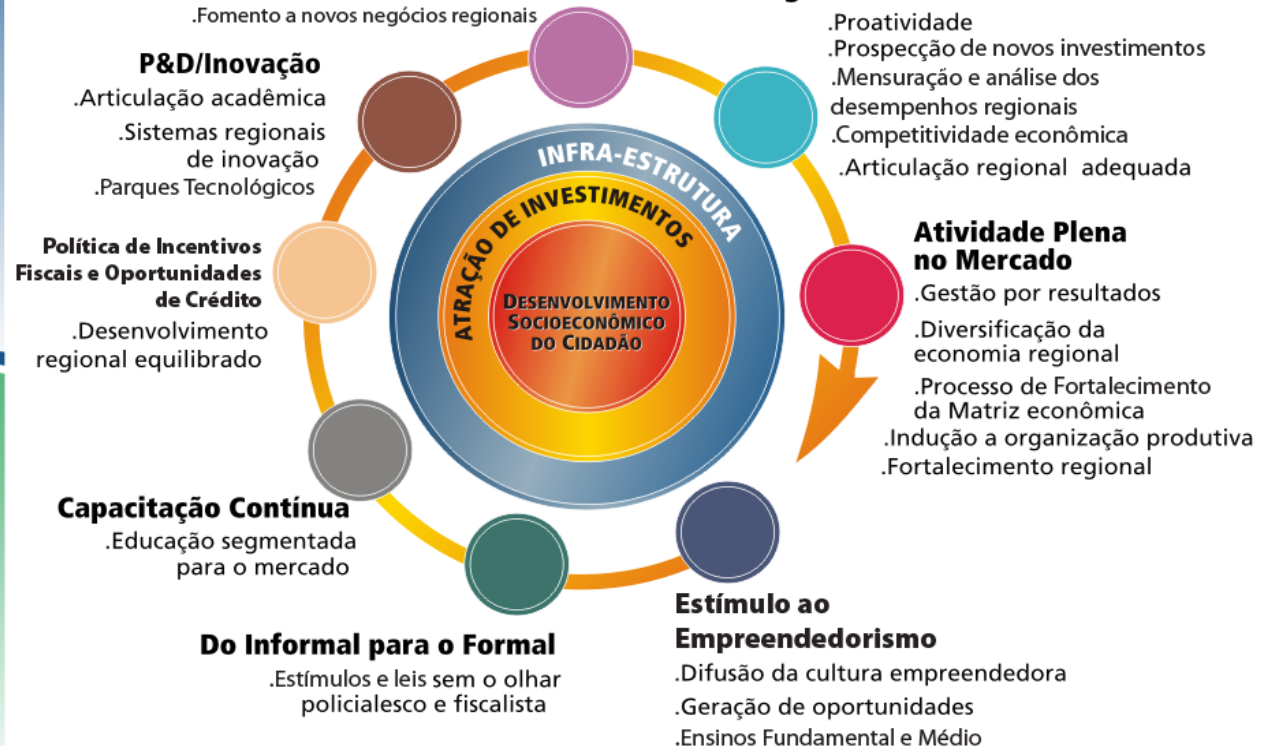 .Fomento a novos negócios regionais
P&D/Inovação
.Articulação acadêmica
.Sistemas regionais
de inovação
.Parques Tecnológicos
Política de Incentivos
Fiscais e Oportunidades
de Crédito
.Desenvolvimento
regional equilibrado
Capacitação Contínua
.Educação segmentada
para o mercado
Do Informal para o Formal
.Estímulos e leis sem o olhar
policialesco e fiscalista
Estímulo ao
Empreendedorismo
.Difusão da cultura empreendedora
.Geração de oportunidades
.Ensinos Fundamental e Médio
.Proatividade
.Prospecção de novos investimentos
.Mensuração e análise dos
desempenhos regionais
.Competitividade econômica
.Articulação regional adequada
Atividade Plena
no Mercado
.Gestão por resultados
.Diversificação da
economia regional
.Processo de Fortalecimento
da Matriz econômica
.Indução a organização produtiva
.Fortalecimento regional
INFRA-ESTRUTURA
ATRAÇÃO DE INVESTIMENTOS
DESENVOLVIMENTO
SOCIOECONÔMICO
DO CIDADÃO